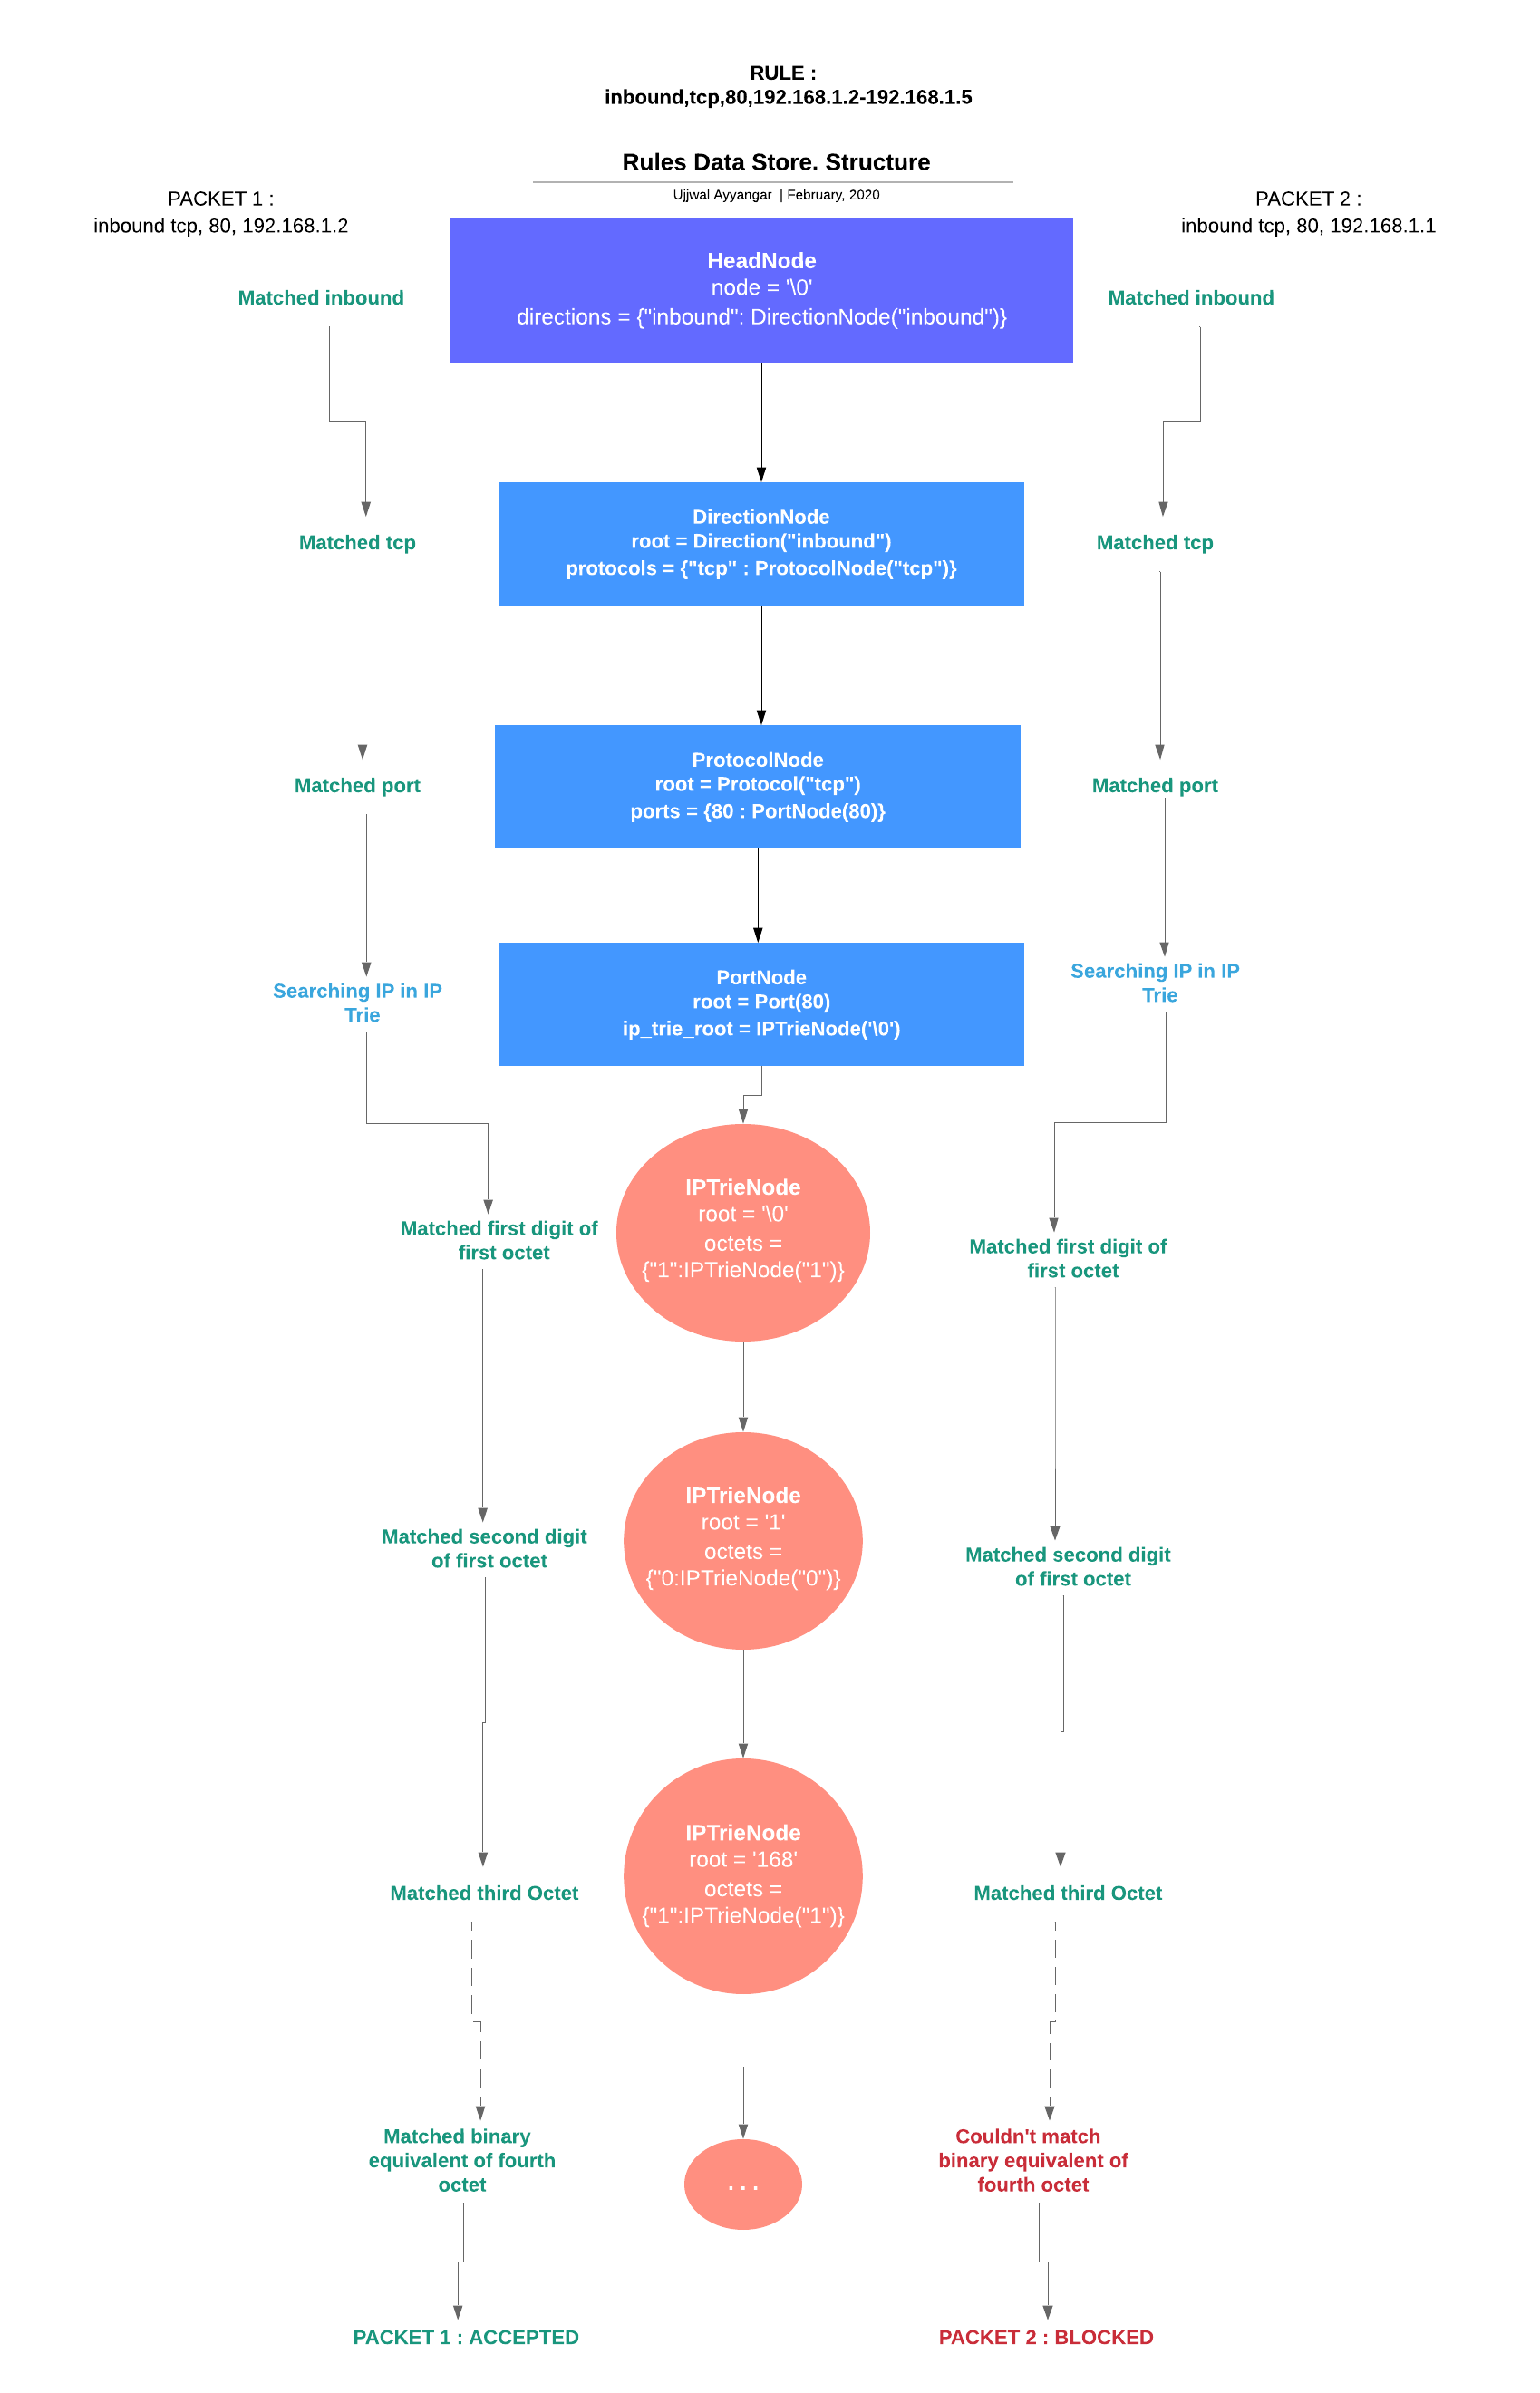 RULE :
inbound,tcp,80,192.168.1.2-192.168.1.5
Rules Data Store. Structure
Ujjwal Ayyangar | February, 2020
PACKET 1 :
inbound tcp, 80, 192.168.1.2
Matched inbound
Matched tcp
Matched port
Searching IP in IP
Trie
Matched first digit of
first octet
Matched second digit
of first octet
Matched third Octet
Matched binary
equivalent of fourth
octet
PACKET 1 : ACCEPTED
HeadNode
node = '\0'
directions = {"inbound": DirectionNode("inbound")}
DirectionNode
root = Direction("inbound")
protocols = {"tcp" : ProtocolNode("tcp")}
ProtocolNode
root = Protocol("tcp")
ports = {80 : PortNode(80)}
PortNode
root = Port(80)
ip_trie_root = IPTrieNode('\0')
IPTrieNode
root = '\0'
octets =
{"1":IPTrieNode("1")}
IPTrieNode
root = '1'
octets =
{"0:IPTrieNode("0")}
IPTrieNode
root = '168'
octets =
{"1":IPTrieNode("1")}
. . .
PACKET 2 :
inbound tcp, 80, 192.168.1.1
Matched inbound
Matched tcp
Matched port
Searching IP in IP
Trie
Matched first digit of
first octet
Matched second digit
of first octet
Matched third Octet
Couldn't match
binary equivalent of
fourth octet
PACKET 2 : BLOCKED